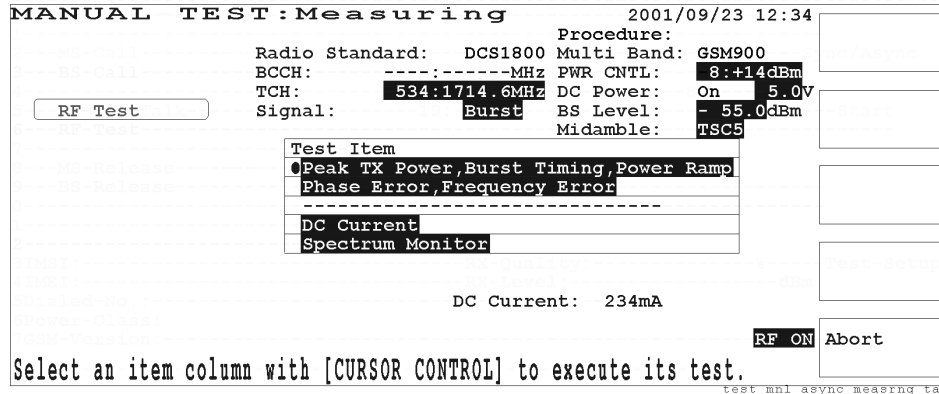 MANUAL TEST:Measuring 2001/09/23 12:34
Procedure:
Radio Standard: DCS1800 Multi Band: GSM900
BCCH: ----:------MHz PWR CNTL: 8:+14dBm
TCH: 534:1714.6MHz DC Power: On 5.0V
RF Test Signal: Burst BS Level: - 55.0dBm
Midamble: TSC5
Test Item
Peak TX Power,Burst Timing,Power Ramp
Phase Error,Frequency Error
----------------------------------
DC Current
Spectrum Monitor
DC Current: 234mA
RF ON Abort
Select an item column with [CURSOR CONTROL] to execute its test.
test mnl async measrng ta